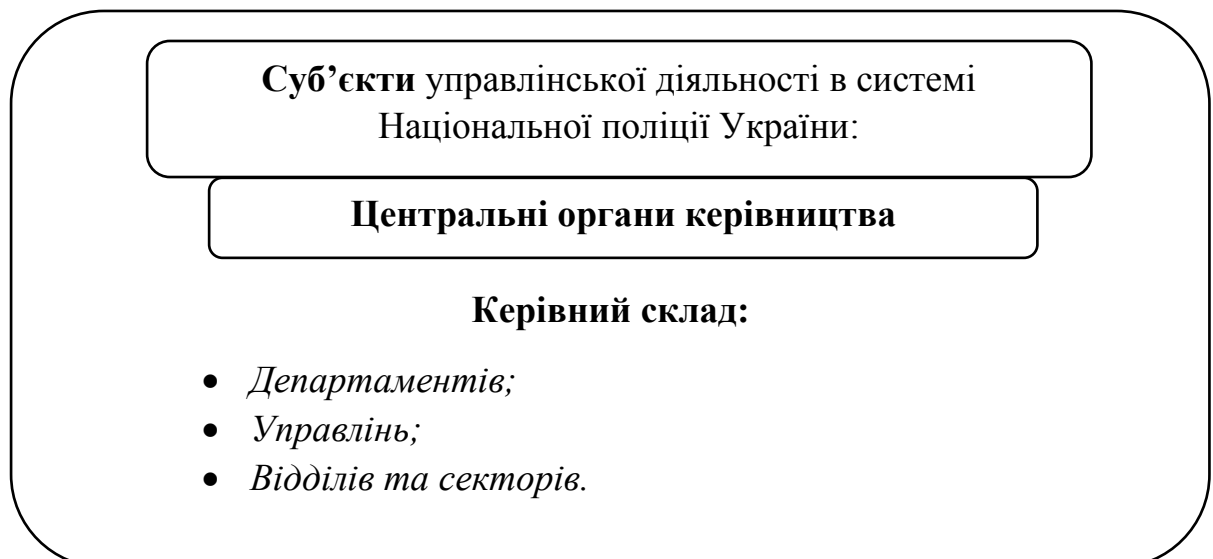 Суб’єкти управлінської діяльності в системі
Національної поліції України:
Центральні органи керівництва
Керівний склад:
• Департаментів;
• Управлінь;
• Відділів та секторів.